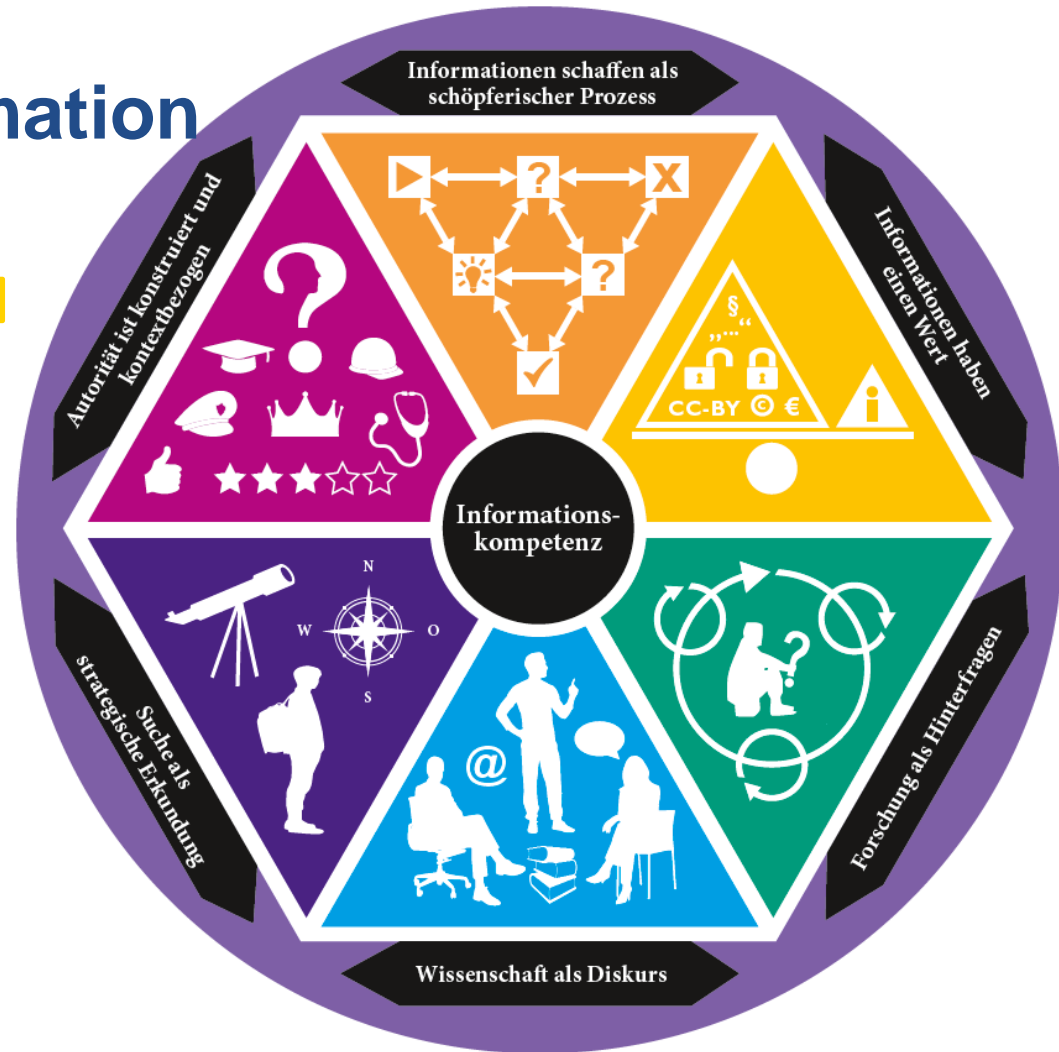 nation
Informationen schaffen als
schöpferischer Prozess
Autorität ist konstruiert und
kontextbezogen
Informationen haben
einen Wert
?
X
?
§
„...“
CC-BY © €
i
Informations-
kompetenz
N
W
O
S
@
?
Suche als
strategische Erkundung
Forschung als Hinterfragen
Wissenschaft als Diskurs